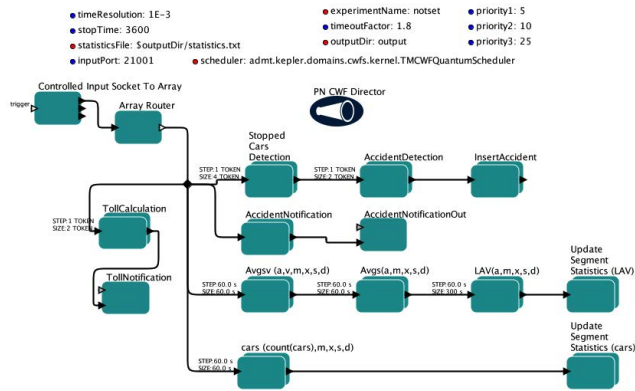 timeResolution: 1E-3
stopTime: 3600
statisticsFile: $outputDir/statistics.txt
inputPort: 21001
experimentName: notset
timeoutFactor: 1.8
outputDir: output
scheduler: admt.kepler.domains.cwfs.kernel.TMCWFQuantumScheduler
priority1: 5
priority2: 10
priority3: 25
Controlled Input Socket To Array
trigger
Array Router
PN CWF Director
Stopped
Cars
Detection
STEP:1 TOKEN
SIZE:4 TOKEN
AccidentDetection
STEP:1 TOKEN
SIZE:2 TOKEN
InsertAccident
TollCalculation
STEP:1 TOKEN
SIZE:2 TOKEN
AccidentNotification
AccidentNotificationOut
TollNotification
Avgsv (a,v,m,x,s,d)
STEP:60.0 s
SIZE:60.0 s
Avgs(a,m,x,s,d)
STEP:60.0 s
SIZE:60.0 s
LAV(a,m,x,s,d)
STEP:60.0 s
SIZE:300 s
Update
Segment
Statistics (LAV)
cars (count(cars),m,x,s,d)
STEP:60.0 s
SIZE:60.0 s
Update
Segment
Statistics (cars)